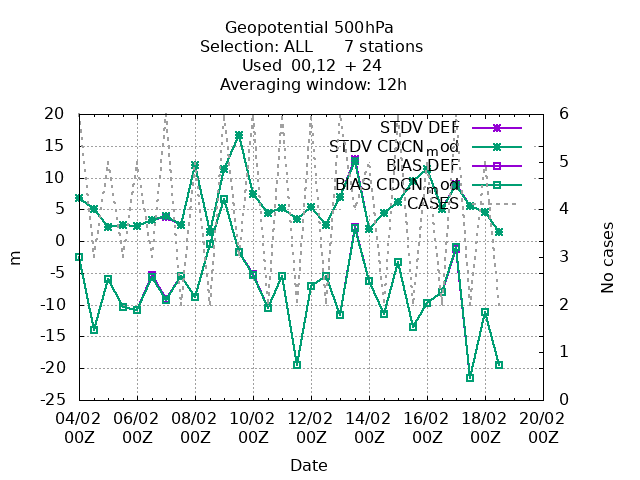 Geopotential 500hPa
Selection: ALL 7 stations
Used 00,12 + 24
Averaging window: 12h
20
15
10
5
0
-5
-10
-15
-20
-25
m
6
5
4
3
2
1
0
No cases
STDV DEF
STDV CDCN_mod
BIAS DEF
BIAS CDCN_mod
CASES
04/02 06/02 08/02 10/02 12/02 14/02 16/02 18/02 20/02
00Z 00Z 00Z 00Z 00Z 00Z 00Z 00Z 00Z
Date